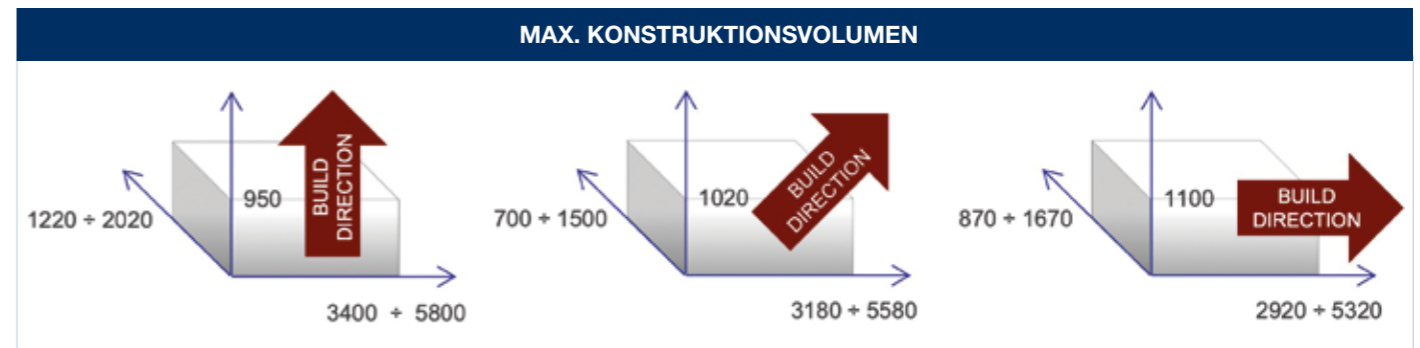 MAX. KONSTRUKTIONSVOLUMEN
950
BUILD
DIRECTION
1220 ÷ 2020
3400 ÷ 5800
1020
BUILD
DIRECTION
700 ÷ 1500
3180 ÷ 5580
1100
BUILD
DIRECTION
870 ÷ 1670
2920 ÷ 5320